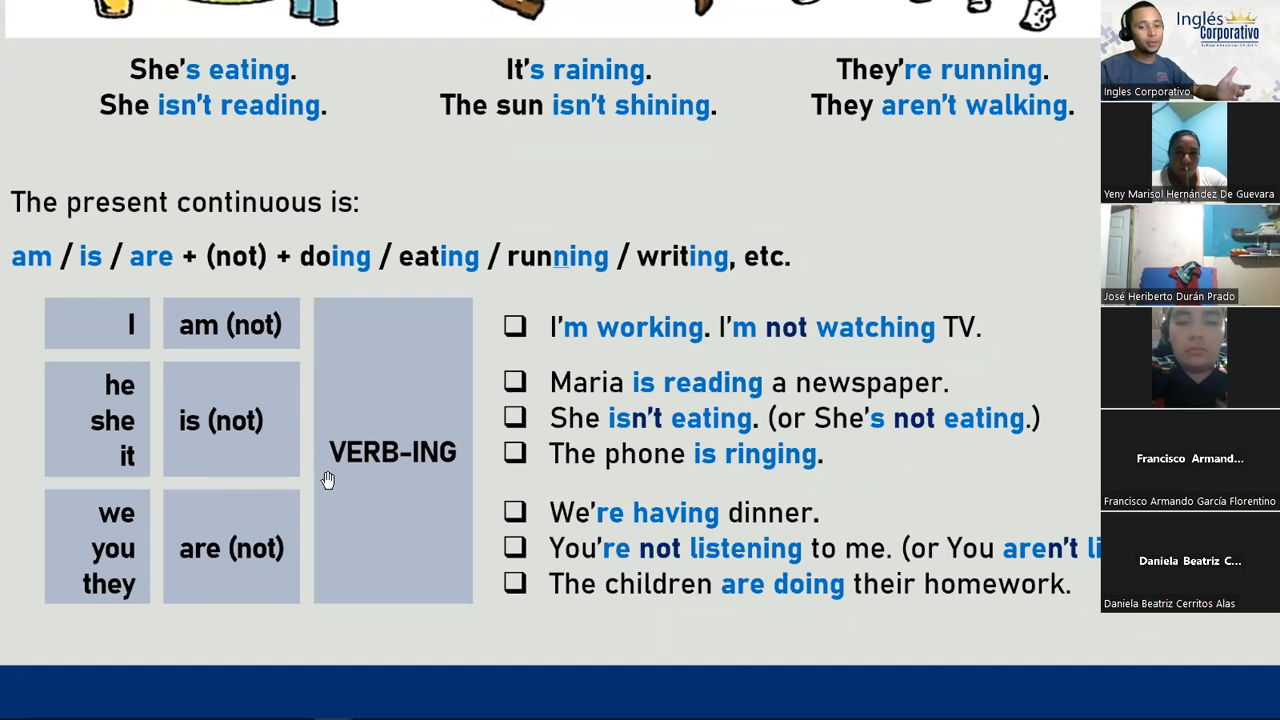 She's eating.
She isn't reading.
It's raining.
The sun isn't shining.
They're running.
They aren't walking.
The present continuous is:
am / is / are + (not) + doing / eating / running / writing, etc.
I
am (not)
he
she
it
is (not)
we
you
they
are (not)
VERB-ING
I'm working. I'm not watching TV.
Maria is reading a newspaper.
She isn't eating. (or She's not eating.)
The phone is ringing.
We're having dinner.
You're not listening to me. (or You aren't li
The children are doing their homework.
Inglés
Corporativo
Ingles Corporativo
Yeny Marisol Hernández De Guevara
José Heriberto Durán Prado
Francisco Armand...
Francisco Armando García Florentino
Daniela Beatriz C...
Daniela Beatriz Cerritos Alas